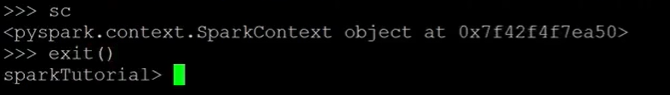 >>> sc
<pyspark.context.SparkContext object at 0x7f42f4f7ea50>
>>> exit()
sparkTutorial>